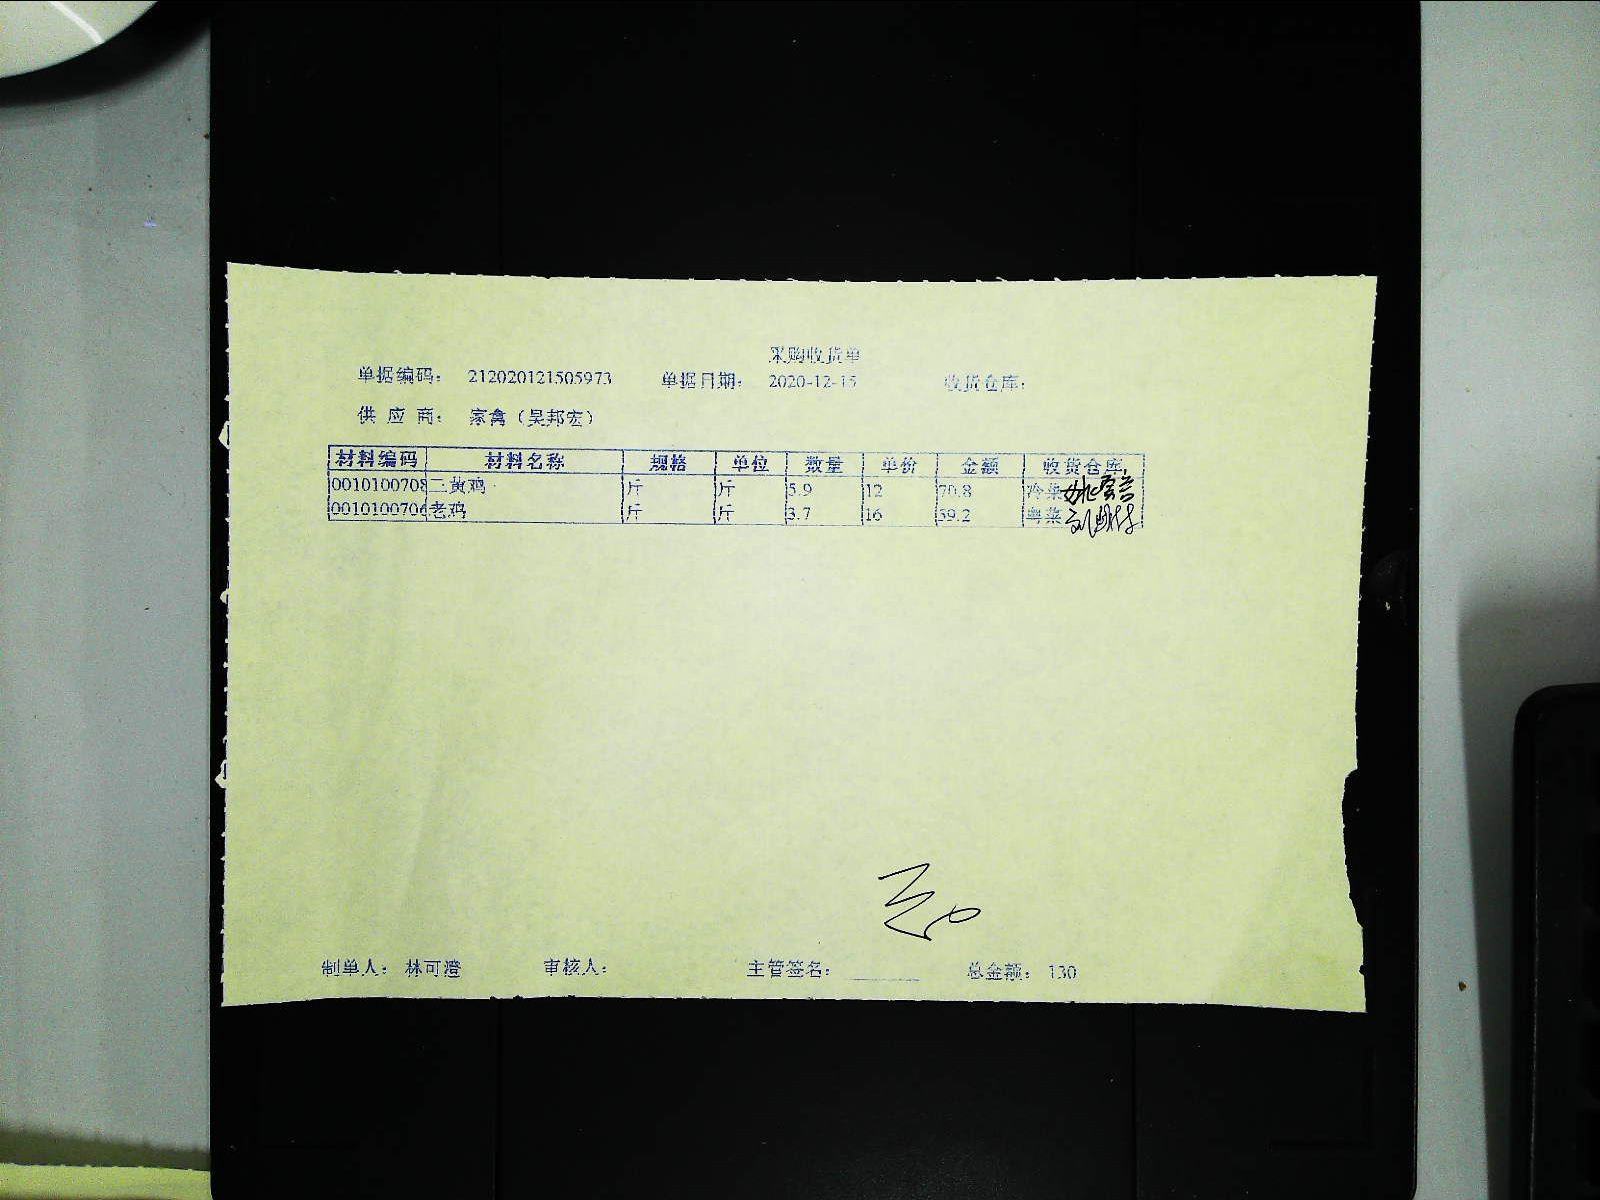 采购收货单
单据编码： 212020121505973 单据日期： 2020-12-15 收货仓库：
供 应 商： 家禽（吴邦宏）
材料编码 材料名称 规格 单位 数量 单价 金额 收货仓库
0010100708 二黄鸡 斤 斤 5.9 12 70.8 冷菜
0010100706 老鸡 斤 斤 3.7 16 59.2 粤菜
制单人： 林可澄 审核人： 主管签名： 总金额： 130